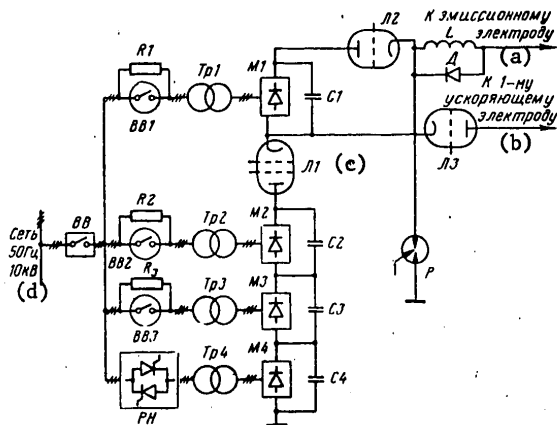 R1
ВВ1
Тр1
М1
С1
Л2
К эмиссионному
электроду
L
(a)
Д
К 1-му
ускоряющему
электроду
(b)
Л3
Л1
(c)
Сеть
50Гц
10кВ
(d)
ВВ
R2
ВВ2
Тр2
М2
С2
R3
ВВ3
Тр3
М3
С3
Р
РН
Тр4
М4
С4